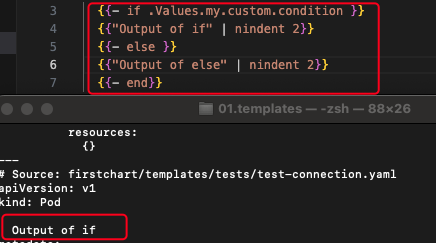 3 {{- if .Values.my.custom.condition }}
4 {{"Output of if" | nindent 2}}
5 {{- else }}
6 {{"Output of else" | nindent 2}}
7 {{- end}}
01.templates — -zsh — 88×26
resources:
{}
---
# Source: firstchart/templates/tests/test-connection.yaml
apiVersion: v1
kind: Pod
Output of if
metadata: